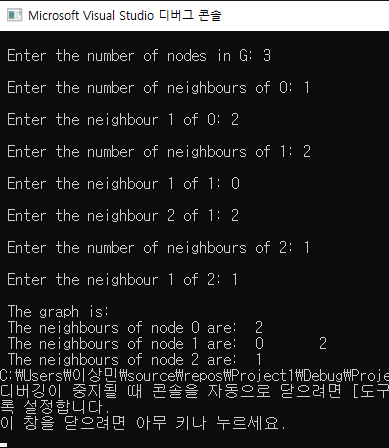 Microsoft Visual Studio 디버그 콘솔
Enter the number of nodes in G: 3
Enter the number of neighbours of 0: 1
Enter the neighbour 1 of 0: 2
Enter the number of neighbours of 1: 2
Enter the neighbour 1 of 1: 0
Enter the neighbour 2 of 1: 2
Enter the number of neighbours of 2: 1
Enter the neighbour 1 of 2: 1
The graph is:
The neighbours of node 0 are:  2
The neighbours of node 1 are:  0       2
The neighbours of node 2 are:  1
C:₩Users₩이상민₩source₩repos₩Project1₩Debug₩Proje
디버깅이 중지될 때 콘솔을 자동으로 닫으려면 [도구
록 설정합니다.
이 창을 닫으려면 아무 키나 누르세요.